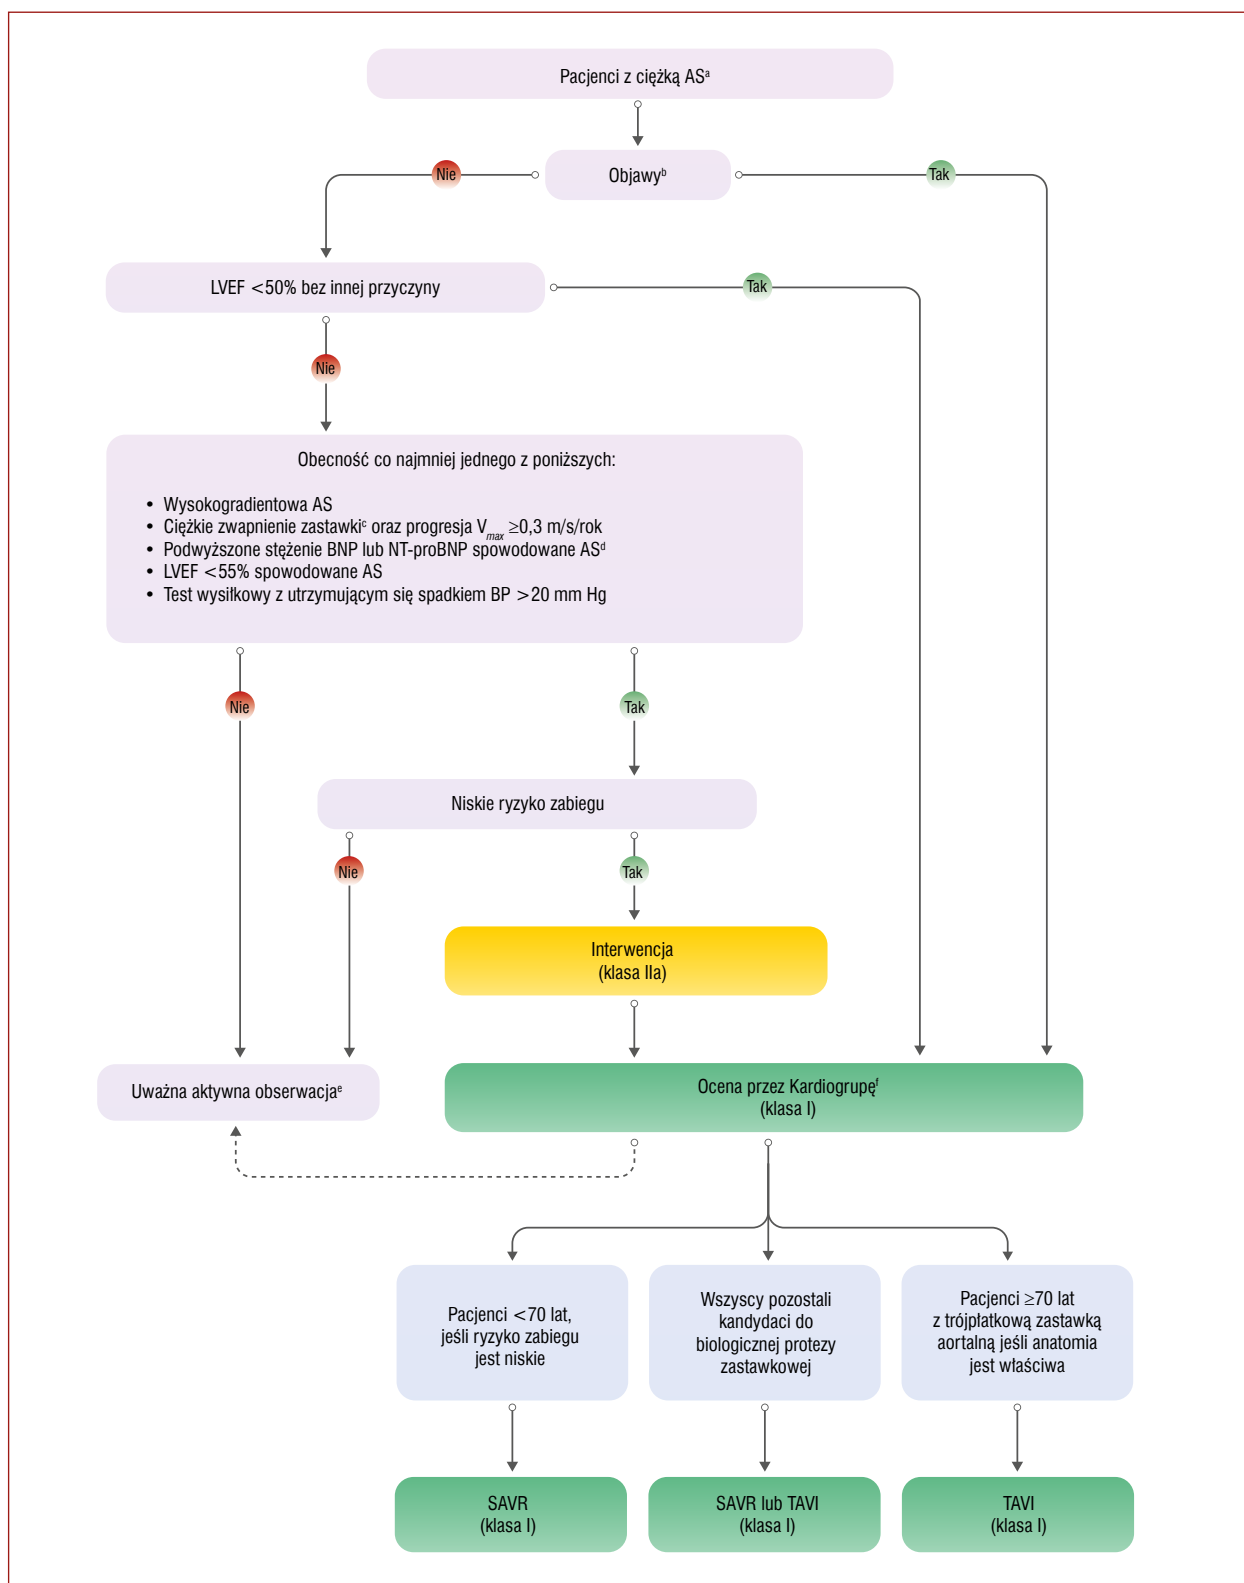 Pacjenci z ciężką ASᵃ
Objawyᵇ
Nie
Tak
LVEF <50% bez innej przyczyny
Tak
Nie
Obecność co najmniej jednego z poniższych:
• Wysokogradientowa AS
• Ciężkie zwapnienie zastawkiᶜ oraz progresja Vmax ≥0,3 m/s/rok
• Podwyższone stężenie BNP lub NT-proBNP spowodowane ASᵈ
• LVEF <55% spowodowane AS
• Test wysiłkowy z utrzymującym się spadkiem BP >20 mm Hg
Nie
Tak
Niskie ryzyko zabiegu
Nie
Tak
Interwencja
(klasa IIa)
Uważna aktywna obserwacjaᵉ
Ocena przez Kardiogrupęᶠ
(klasa I)
Pacjenci <70 lat,
jeśli ryzyko zabiegu
jest niskie
Wszyscy pozostali
kandydaci do
biologicznej protezy
zastawkowej
Pacjenci ≥70 lat
z trójpłatkową zastawką
aortalną jeśli anatomia
jest właściwa
SAVR
(klasa I)
SAVR lub TAVI
(klasa I)
TAVI
(klasa I)